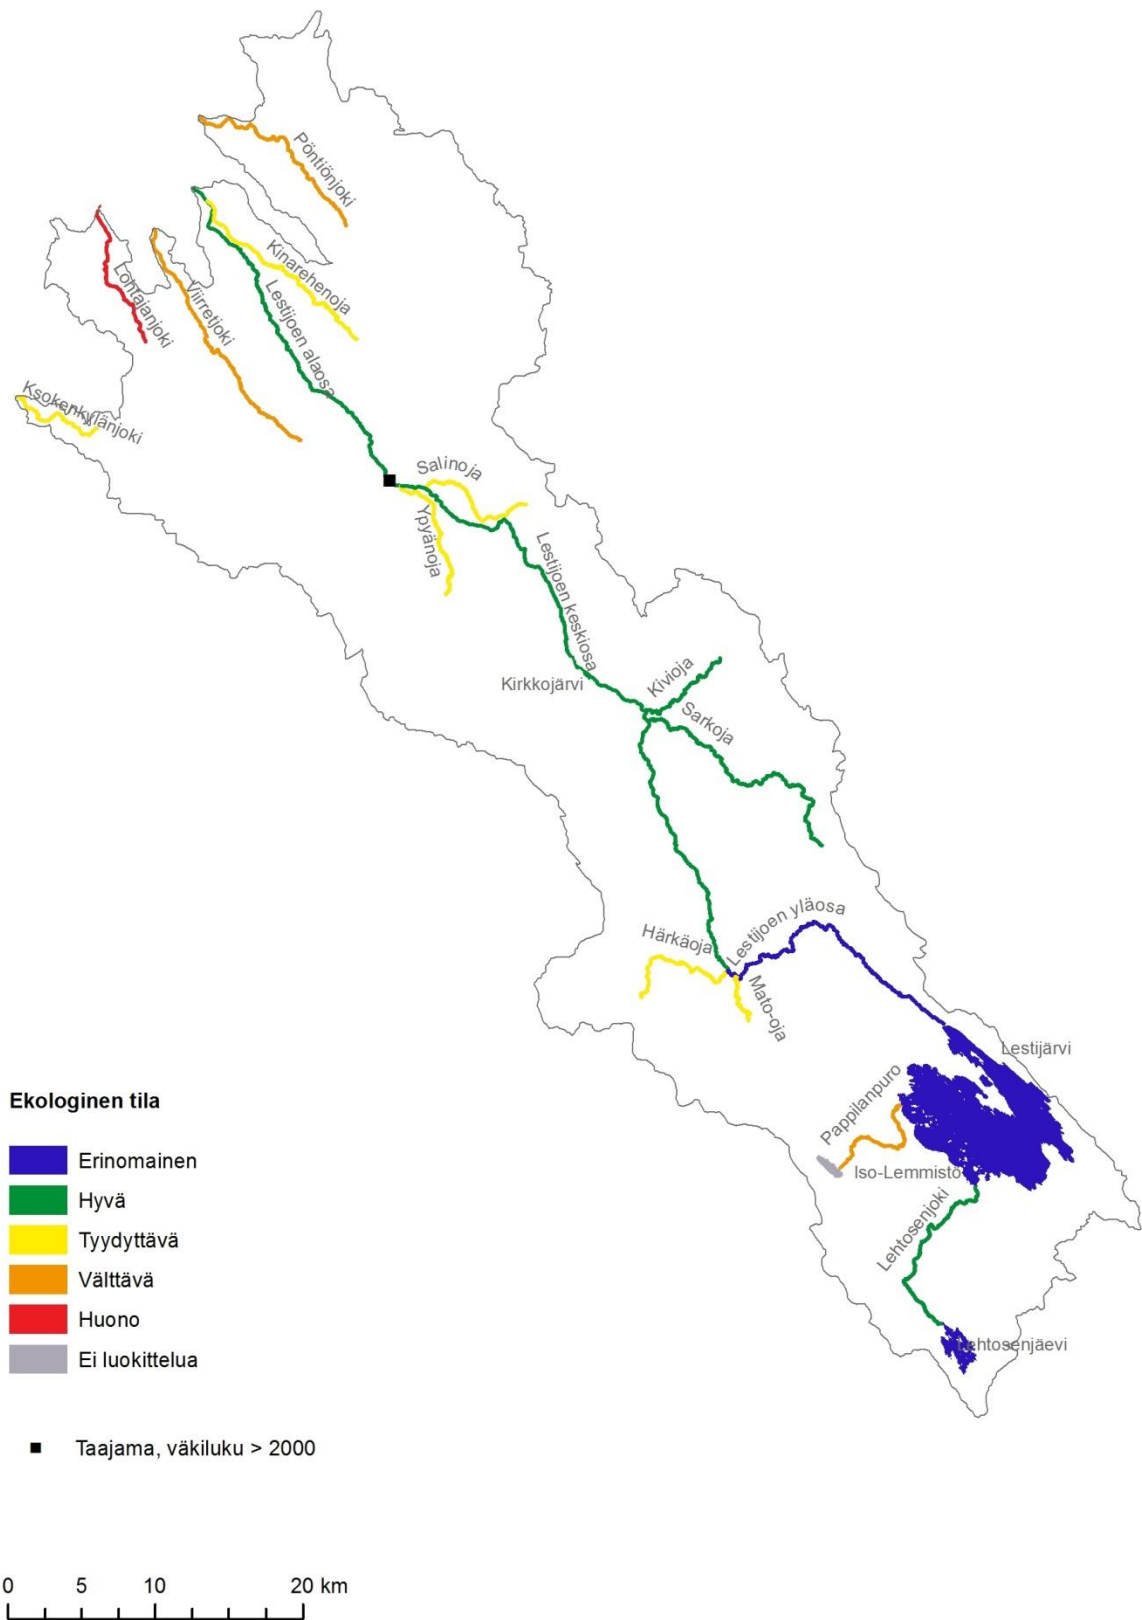 Pöntiönjoki
Kinarehenoja
Lohtajanjoki
Viirretjoki
Lestijoen alaosa
Ksokenkylänjoki
Salinoja
Ypyänoja
Lestijoen keskiosa
Kirkkojärvi
Kivioja
Sarkoja
Härkäoja
Lestijoen yläosa
Mato-oja
Lestijärvi
Pappilanpuro
Iso-Lemmistö
Lehtosenjoki
Lehtosenjäevi
Ekologinen tila
Erinomainen
Hyvä
Tyydyttävä
Välttävä
Huono
Ei luokittelua
Taajama, väkiluku > 2000
0 5 10 20 km